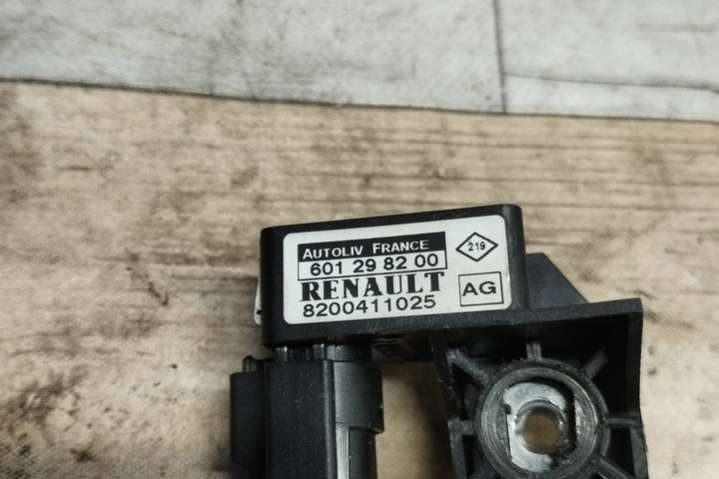 AUTOLIV FRANCE
219
601 29 82 00
RENAULT
AG
8200411025